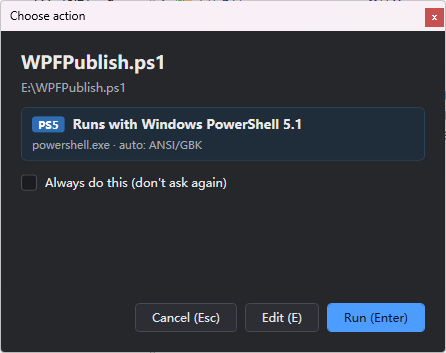 Choose action
x
WPFPublish.ps1
E:\WPFPublish.ps1
PS5 Runs with Windows PowerShell 5.1
powershell.exe · auto: ANSI/GBK
Always do this (don't ask again)
Cancel (Esc) Edit (E) Run (Enter)